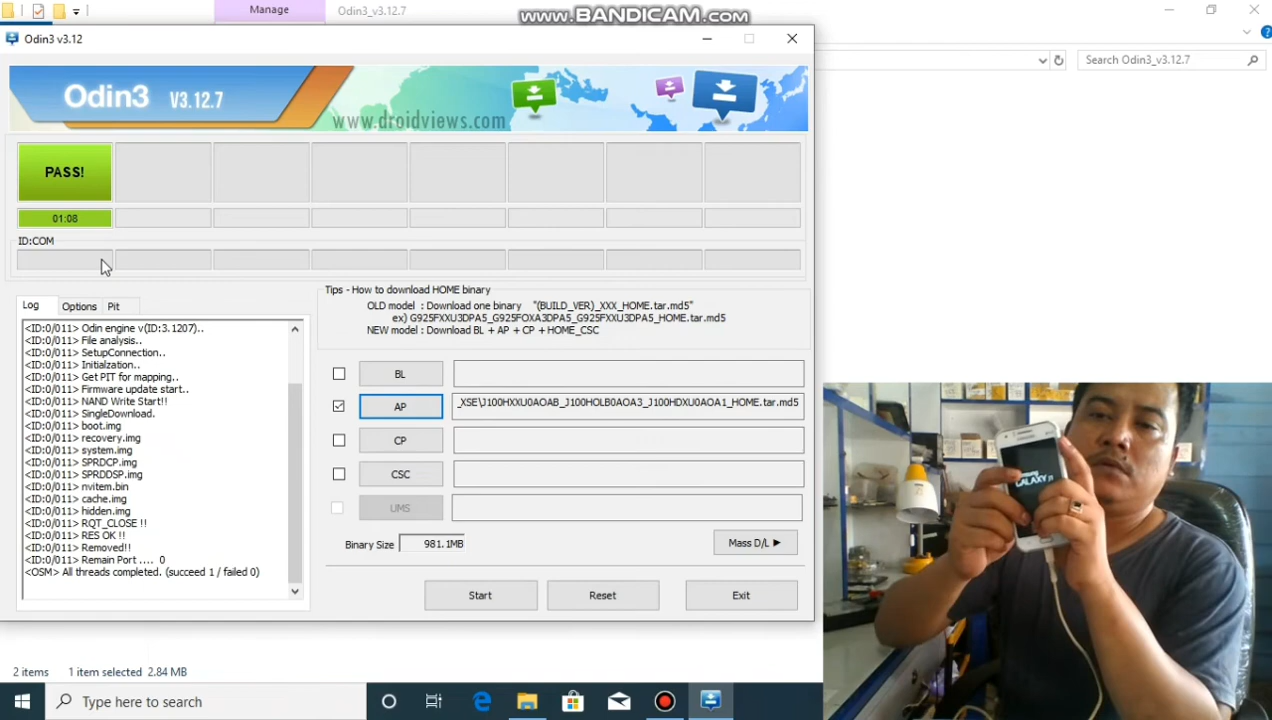 Manage
Odin3_v3.12.7
www.BANDICAM.com
Odin3 v3.12
Search Odin3_v3.12.7
Odin3 V3.12.7
www.droidviews.com
PASS!
01:08
ID:COM
Log
Options
Pit
<ID:0/011> Odin engine v(ID:3.1207)..
<ID:0/011> File analysis..
<ID:0/011> SetupConnection..
<ID:0/011> Initialzation..
<ID:0/011> Get PIT for mapping..
<ID:0/011> Firmware update start..
<ID:0/011> NAND Write Start!!
<ID:0/011> SingleDownload.
<ID:0/011> boot.img
<ID:0/011> recovery.img
<ID:0/011> system.img
<ID:0/011> SPRDCP.img
<ID:0/011> SPRDDSP.img
<ID:0/011> nvitem.bin
<ID:0/011> cache.img
<ID:0/011> hidden.img
<ID:0/011> RQT_CLOSE !!
<ID:0/011> RES OK !!
<ID:0/011> Removed!!
<ID:0/011> Remain Port .... 0
<OSM> All threads completed. (succeed 1 / failed 0)
Tips - How to download HOME binary
OLD model : Download one binary "(BUILD_VER)_XXX_HOME.tar.md5"
ex) G925FXXU3DPA5_G925FOXA3DPA5_G925FXXU3DPA5_HOME.tar.md5
NEW model : Download BL + AP + CP + HOME_CSC
BL
AP
_XSE\J100HXXU0AOAB_J100HOLB0AOA3_J100HDXU0AOA1_HOME.tar.md5
CP
CSC
UMS
Binary Size
981.1MB
Mass D/L
Start
Reset
Exit
SAMSUNG
GALAXY J1
2 items
1 item selected 2.84 MB
Type here to search